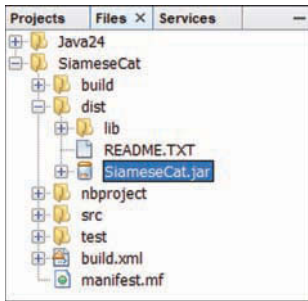 Projects Files × Services
Java24
SiameseCat
build
dist
lib
README.TXT
SiameseCat.jar
nbproject
src
test
build.xml
manifest.mf